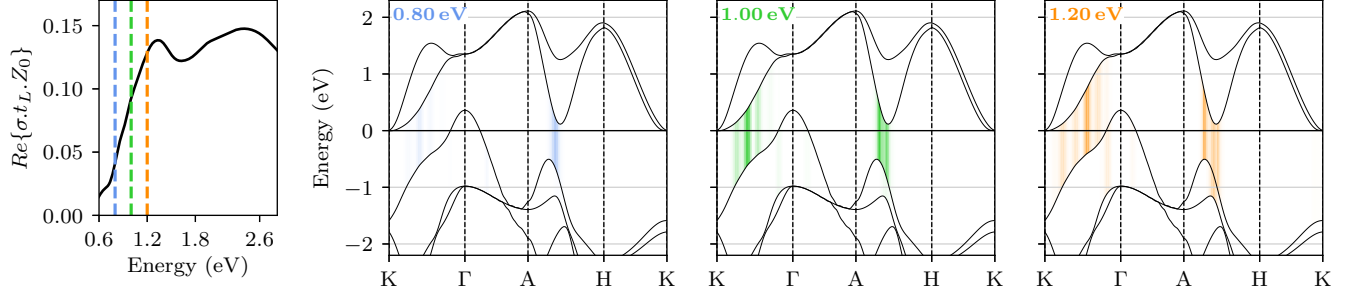 Re{σ.t_L.Z_0}
0.15
0.10
0.05
0.00
0.6
1.2
1.8
2.6
Energy (eV)
Energy (eV)
2
1
0
−1
−2
0.80 eV
K
Γ
A
H
K
1.00 eV
K
Γ
A
H
K
1.20 eV
K
Γ
A
H
K